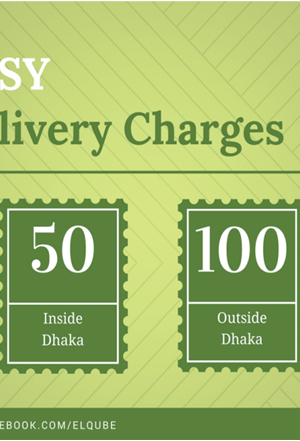 SY
livery Charges
50
Inside
Dhaka
100
Outside
Dhaka
EBOOK.COM/ELQUBE